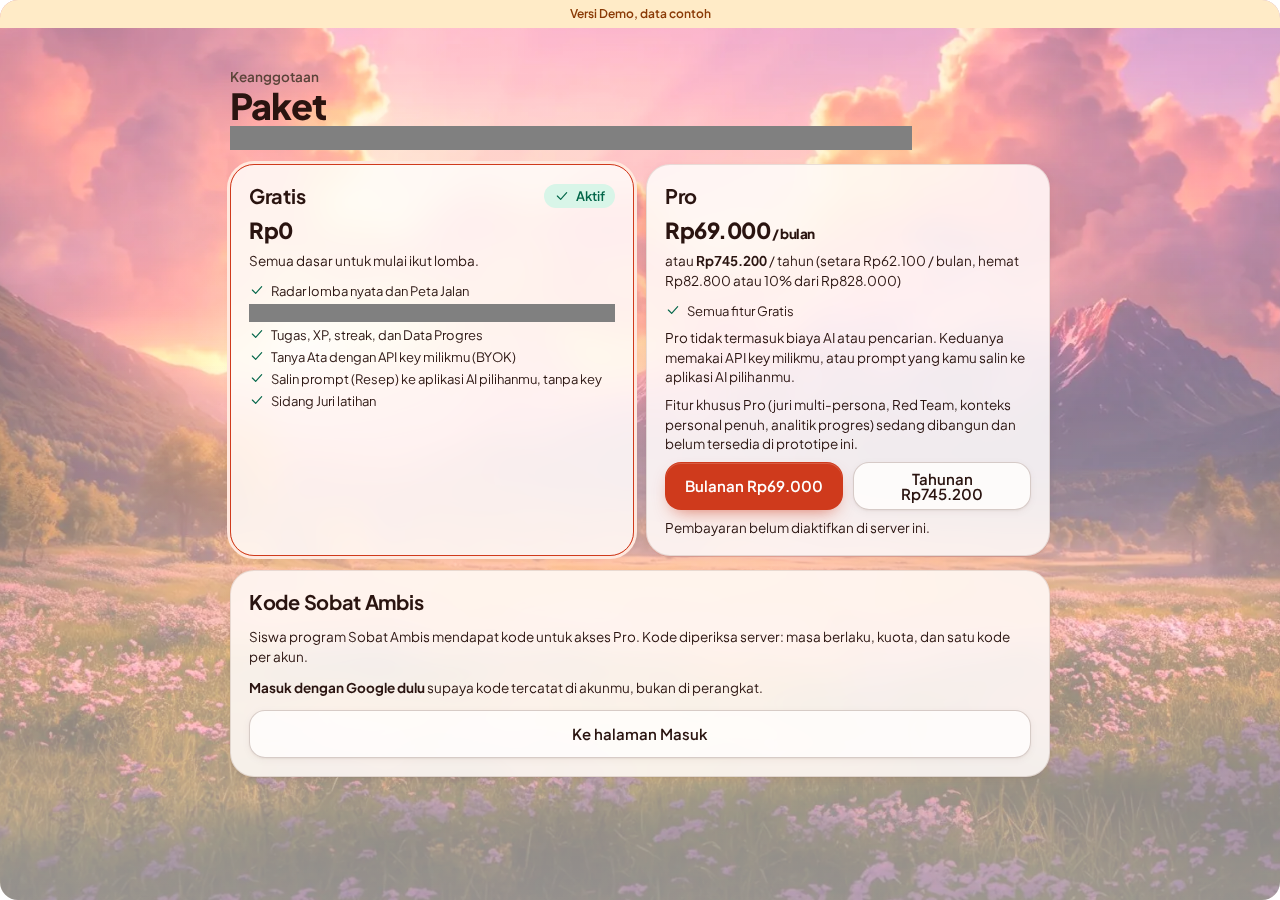 Versi Demo, data contoh
Keanggotaan
Paket
Gratis
Aktif
Rp0
Semua dasar untuk mulai ikut lomba.
Radar lomba nyata dan Peta Jalan
Tugas, XP, streak, dan Data Progres
Tanya Ata dengan API key milikmu (BYOK)
Salin prompt (Resep) ke aplikasi AI pilihanmu, tanpa key
Sidang Juri latihan
Pro
Rp69.000 / bulan
atau Rp745.200 / tahun (setara Rp62.100 / bulan, hemat
Rp82.800 atau 10% dari Rp828.000)
Semua fitur Gratis
Pro tidak termasuk biaya AI atau pencarian. Keduanya
memakai API key milikmu, atau prompt yang kamu salin ke
aplikasi AI pilihanmu.
Fitur khusus Pro (juri multi-persona, Red Team, konteks
personal penuh, analitik progres) sedang dibangun dan
belum tersedia di prototipe ini.
Bulanan Rp69.000
Tahunan
Rp745.200
Pembayaran belum diaktifkan di server ini.
Kode Sobat Ambis
Siswa program Sobat Ambis mendapat kode untuk akses Pro. Kode diperiksa server: masa berlaku, kuota, dan satu kode
per akun.
Masuk dengan Google dulu supaya kode tercatat di akunmu, bukan di perangkat.
Ke halaman Masuk